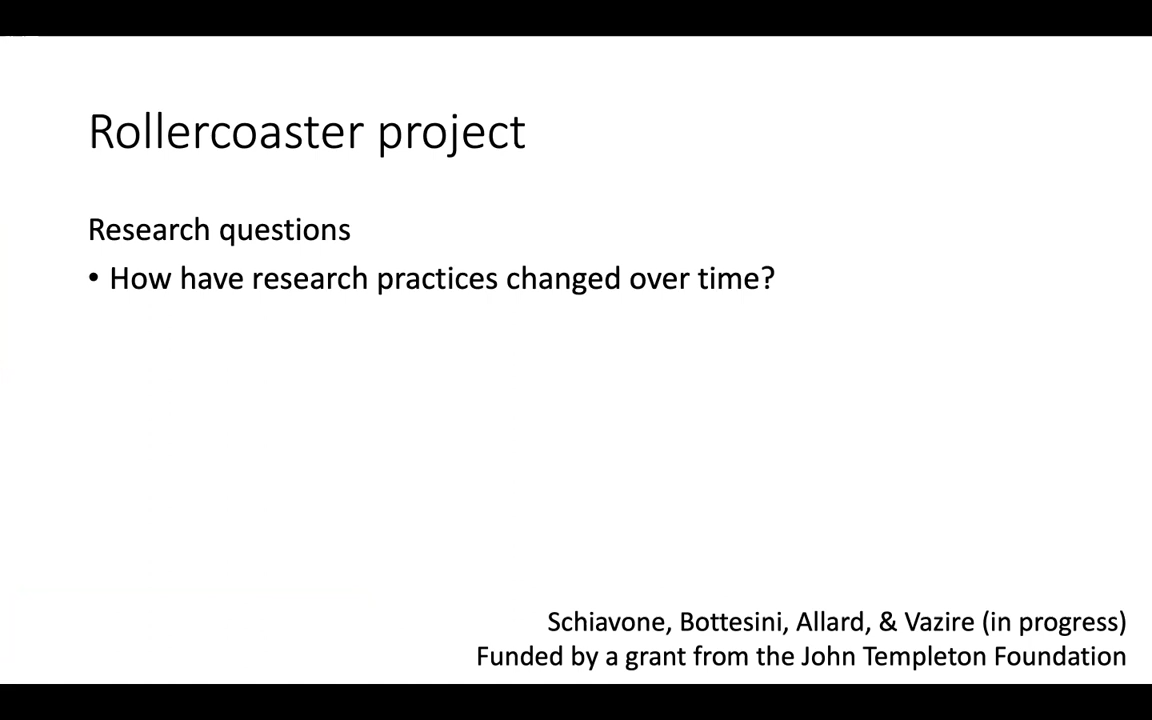 Rollercoaster project
Research questions
• How have research practices changed over time?
Schiavone, Bottesini, Allard, & Vazire (in progress)
Funded by a grant from the John Templeton Foundation